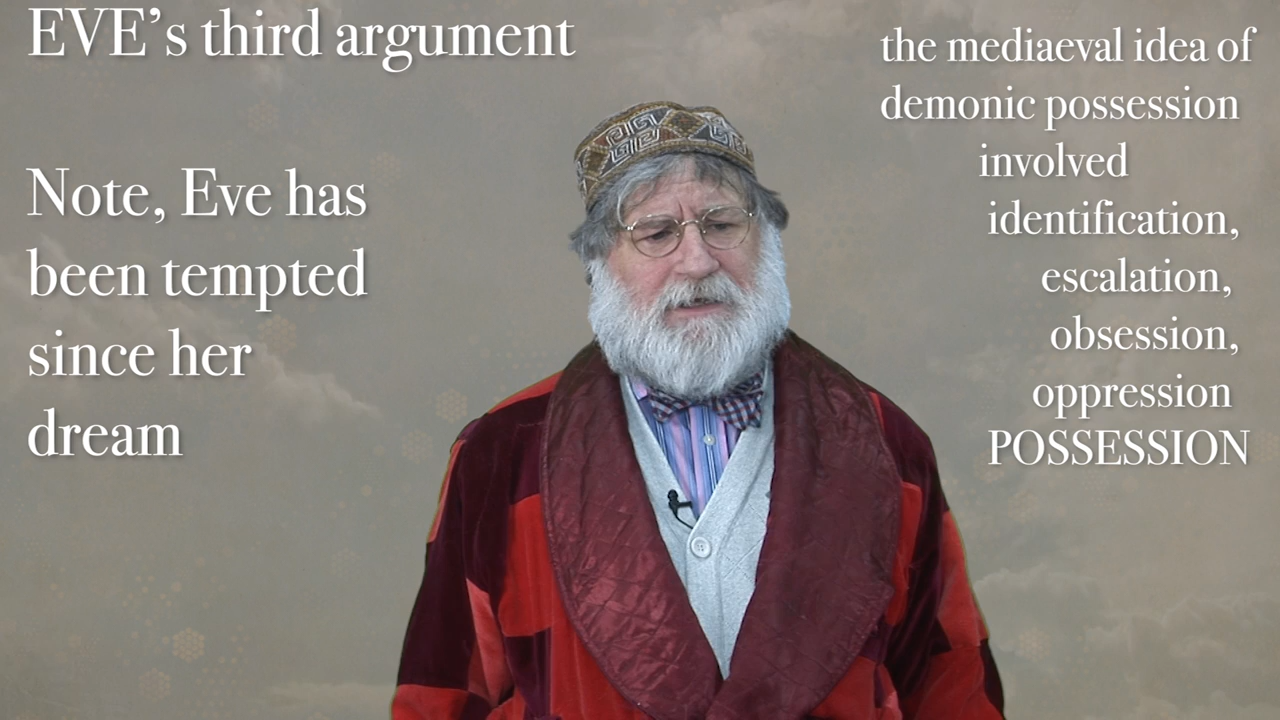 EVE’s third argument
Note, Eve has
been tempted
since her
dream
the mediaeval idea of
demonic possession
involved
identification,
escalation,
obsession,
oppression
POSSESSION